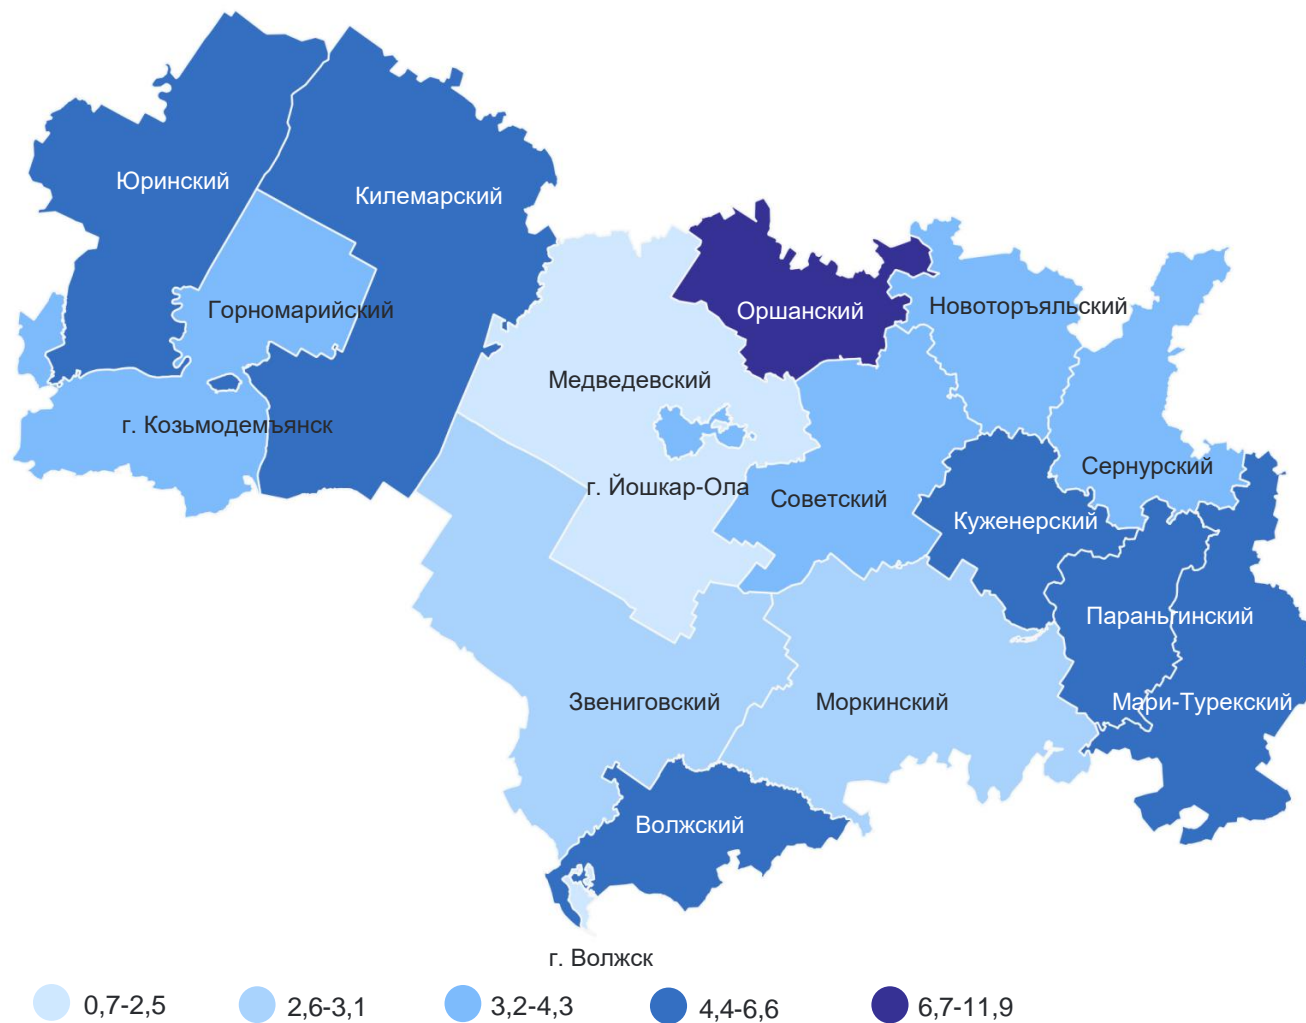 Юринский
Килемарский
Горномарийский
Оршанский
Новоторъяльский
Медведевский
г. Козьмодемъянск
Сернурский
г. Йошкар-Ола
Советский
Куженерский
Параньгинский
Звениговский
Моркинский
Мари-Турекский
Волжский
г. Волжск
0,7-2,5
2,6-3,1
3,2-4,3
4,4-6,6
6,7-11,9